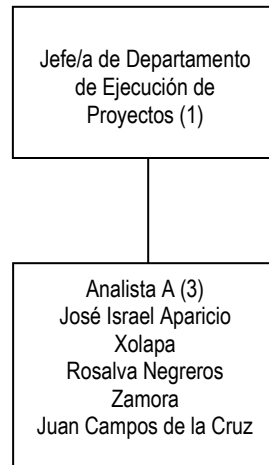 Jefe/a de Departamento
de Ejecución de
Proyectos (1)
Analista A (3)
José Israel Aparicio
Xolapa
Rosalva Negreros
Zamora
Juan Campos de la Cruz